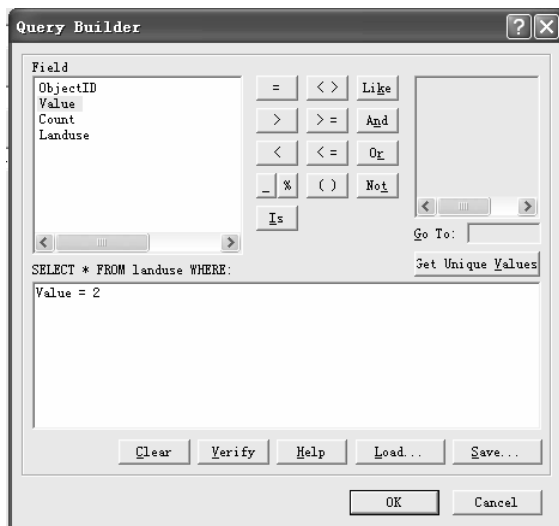 Query Builder
Field
ObjectID
Value
Count
Landuse
= < > Like
> > = And
< < = Or
_ % ( ) Not
Is
Go To:
Get Unique Values
SELECT * FROM landuse WHERE:
Value = 2
Clear Verify Help Load... Save...
OK Cancel